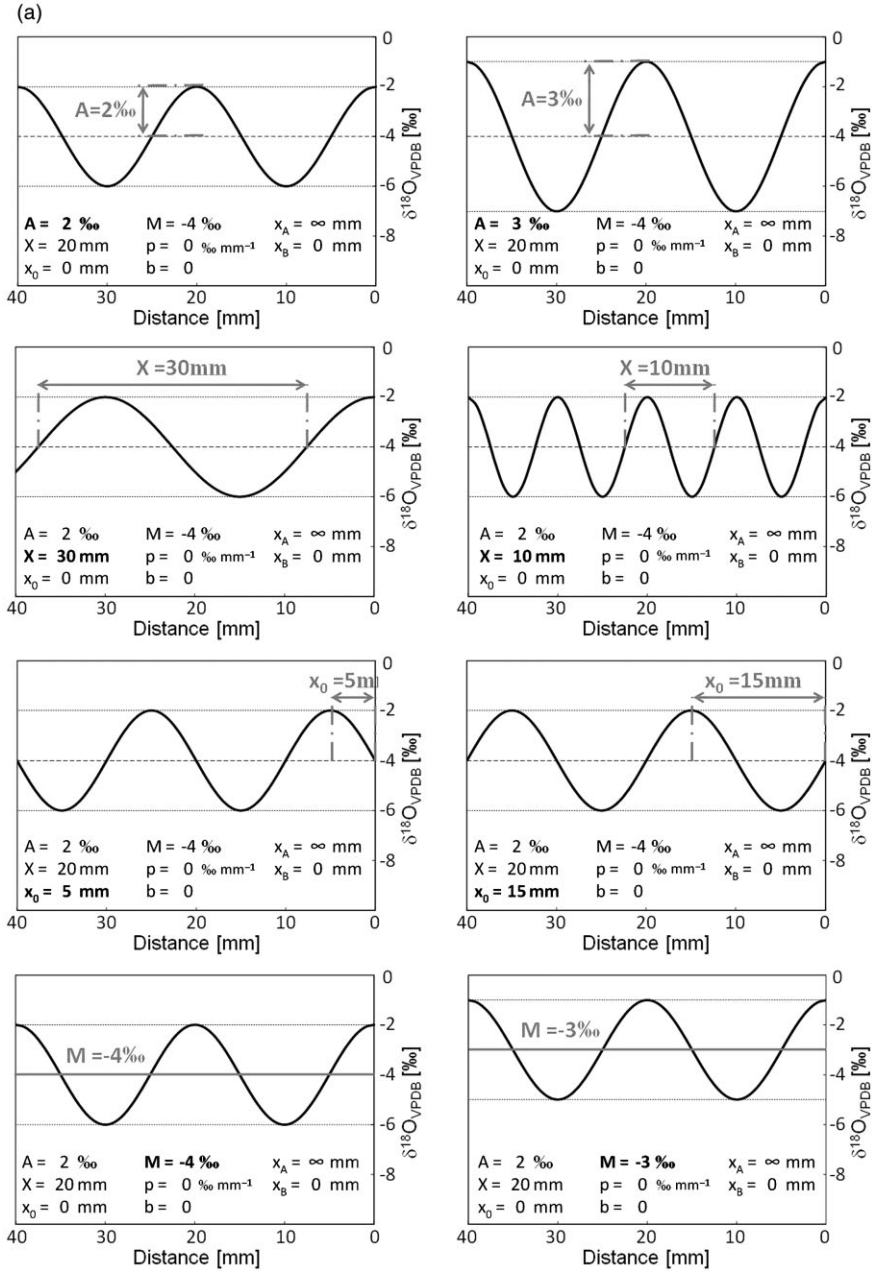 (a)
0
-2
-4
-6
-8
δ¹⁸O_VPDB [‰]
A=2‰
A = 2 ‰ M = -4 ‰ x_A = ∞ mm
X = 20 mm p = 0 ‰ mm⁻¹ x_B = 0 mm
x₀ = 0 mm b = 0
40 30 20 10 0
Distance [mm]
0
-2
-4
-6
-8
δ¹⁸O_VPDB [‰]
A=3‰
A = 3 ‰ M = -4 ‰ x_A = ∞ mm
X = 20 mm p = 0 ‰ mm⁻¹ x_B = 0 mm
x₀ = 0 mm b = 0
40 30 20 10 0
Distance [mm]
0
-2
-4
-6
-8
δ¹⁸O_VPDB [‰]
X =30mm
A = 2 ‰ M = -4 ‰ x_A = ∞ mm
X = 30 mm p = 0 ‰ mm⁻¹ x_B = 0 mm
x₀ = 0 mm b = 0
40 30 20 10 0
Distance [mm]
0
-2
-4
-6
-8
δ¹⁸O_VPDB [‰]
X =10mm
A = 2 ‰ M = -4 ‰ x_A = ∞ mm
X = 10 mm p = 0 ‰ mm⁻¹ x_B = 0 mm
x₀ = 0 mm b = 0
40 30 20 10 0
Distance [mm]
0
-2
-4
-6
-8
δ¹⁸O_VPDB [‰]
x₀ =5m
A = 2 ‰ M = -4 ‰ x_A = ∞ mm
X = 20 mm p = 0 ‰ mm⁻¹ x_B = 0 mm
x₀ = 5 mm b = 0
40 30 20 10 0
Distance [mm]
0
-2
-4
-6
-8
δ¹⁸O_VPDB [‰]
x₀ =15mm
A = 2 ‰ M = -4 ‰ x_A = ∞ mm
X = 20 mm p = 0 ‰ mm⁻¹ x_B = 0 mm
x₀ = 15 mm b = 0
40 30 20 10 0
Distance [mm]
0
-2
-4
-6
-8
δ¹⁸O_VPDB [‰]
M =-4‰
A = 2 ‰ M = -4 ‰ x_A = ∞ mm
X = 20 mm p = 0 ‰ mm⁻¹ x_B = 0 mm
x₀ = 0 mm b = 0
40 30 20 10 0
Distance [mm]
0
-2
-4
-6
-8
δ¹⁸O_VPDB [‰]
M =-3‰
A = 2 ‰ M = -3 ‰ x_A = ∞ mm
X = 20 mm p = 0 ‰ mm⁻¹ x_B = 0 mm
x₀ = 0 mm b = 0
40 30 20 10 0
Distance [mm]